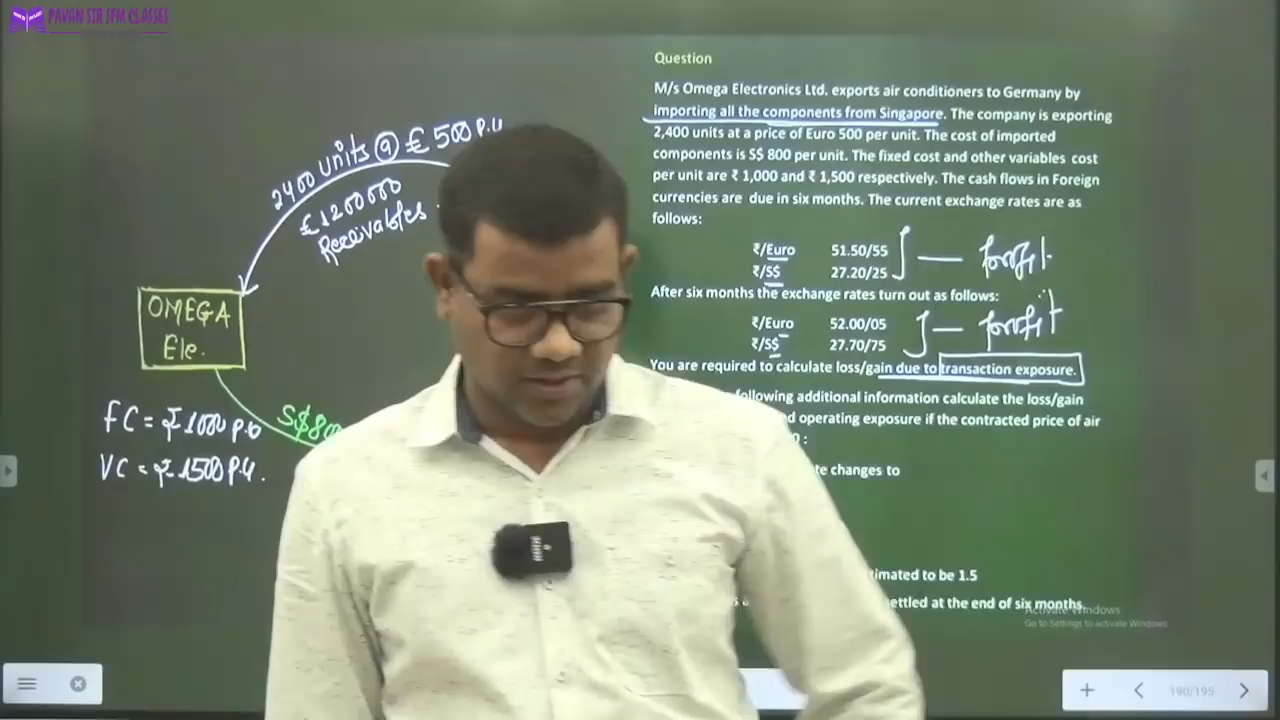 PAVAN SIR SFM CLASSES
2400 units @ € 500 P.U
€ 1200000
Receivables
OMEGA
Ele.
FC = ₹ 1000 P.U
VC = ₹ 1500 P.U.
S$ 80
Question
M/s Omega Electronics Ltd. exports air conditioners to Germany by
importing all the components from Singapore. The company is exporting
2,400 units at a price of Euro 500 per unit. The cost of imported
components is S$ 800 per unit. The fixed cost and other variables cost
per unit are ₹ 1,000 and ₹ 1,500 respectively. The cash flows in Foreign
currencies are due in six months. The current exchange rates are as
follows:
₹/Euro 51.50/55
₹/S$ 27.20/25
— Profit
After six months the exchange rates turn out as follows:
₹/Euro 52.00/05
₹/S$ 27.70/75
— Profit
You are required to calculate loss/gain due to transaction exposure.
following additional information calculate the loss/gain
d operating exposure if the contracted price of air
:
te changes to
timated to be 1.5
ettled at the end of six months.
Activate Windows
Go to Settings to activate Windows.
190/195